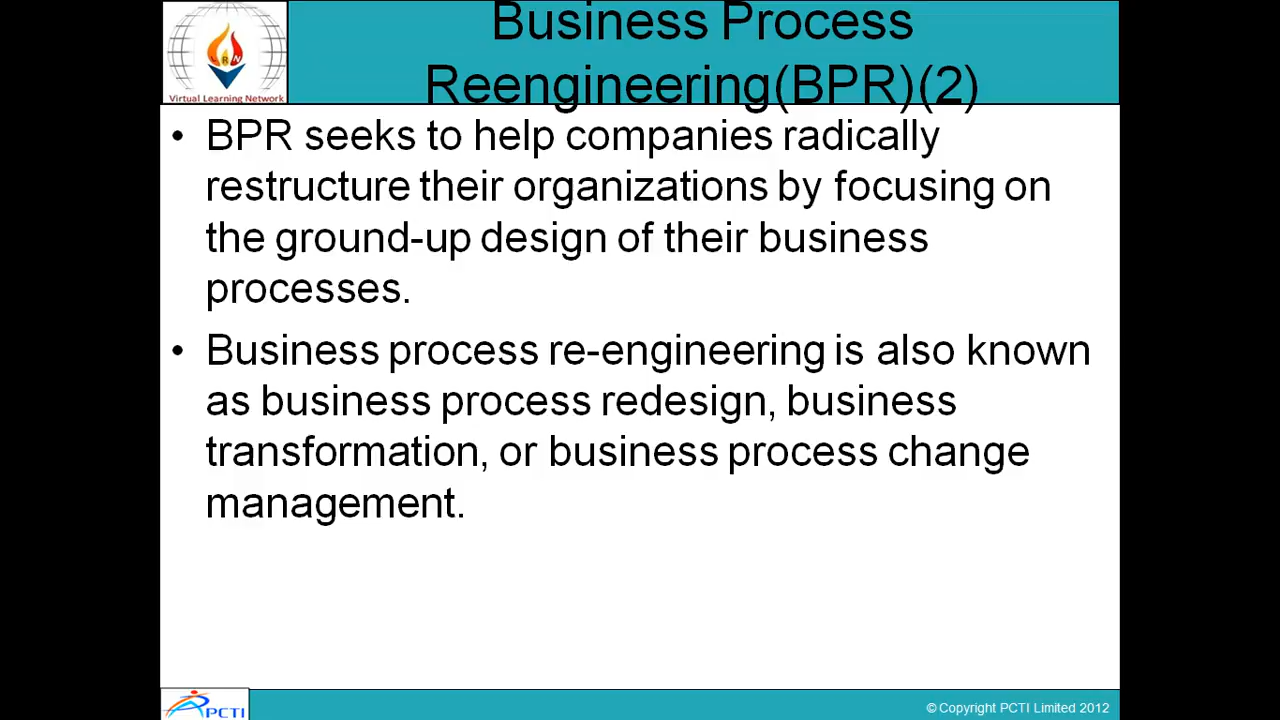 Business Process
Reengineering(BPR)(2)
LRN
Virtual Learning Network
• BPR seeks to help companies radically
restructure their organizations by focusing on
the ground-up design of their business
processes.
• Business process re-engineering is also known
as business process redesign, business
transformation, or business process change
management.
PCTI
© Copyright PCTI Limited 2012